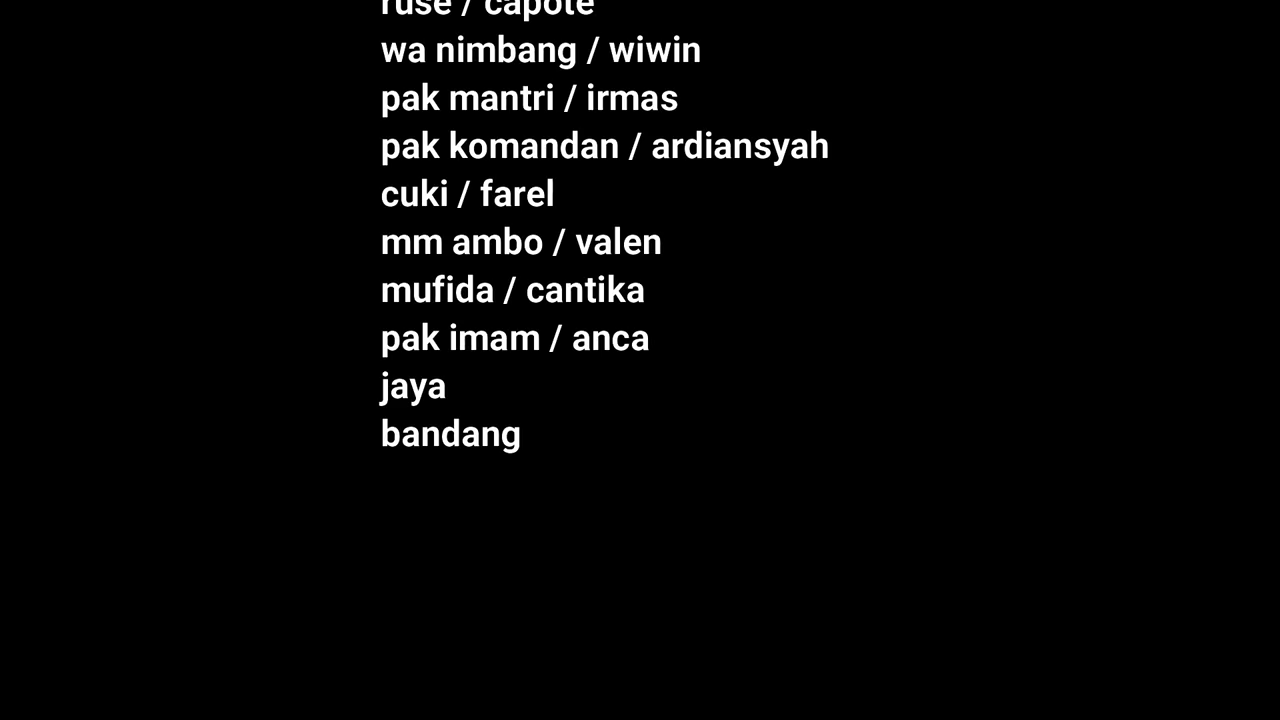 ruse / capote
wa nimbang / wiwin
pak mantri / irmas
pak komandan / ardiansyah
cuki / farel
mm ambo / valen
mufida / cantika
pak imam / anca
jaya
bandang